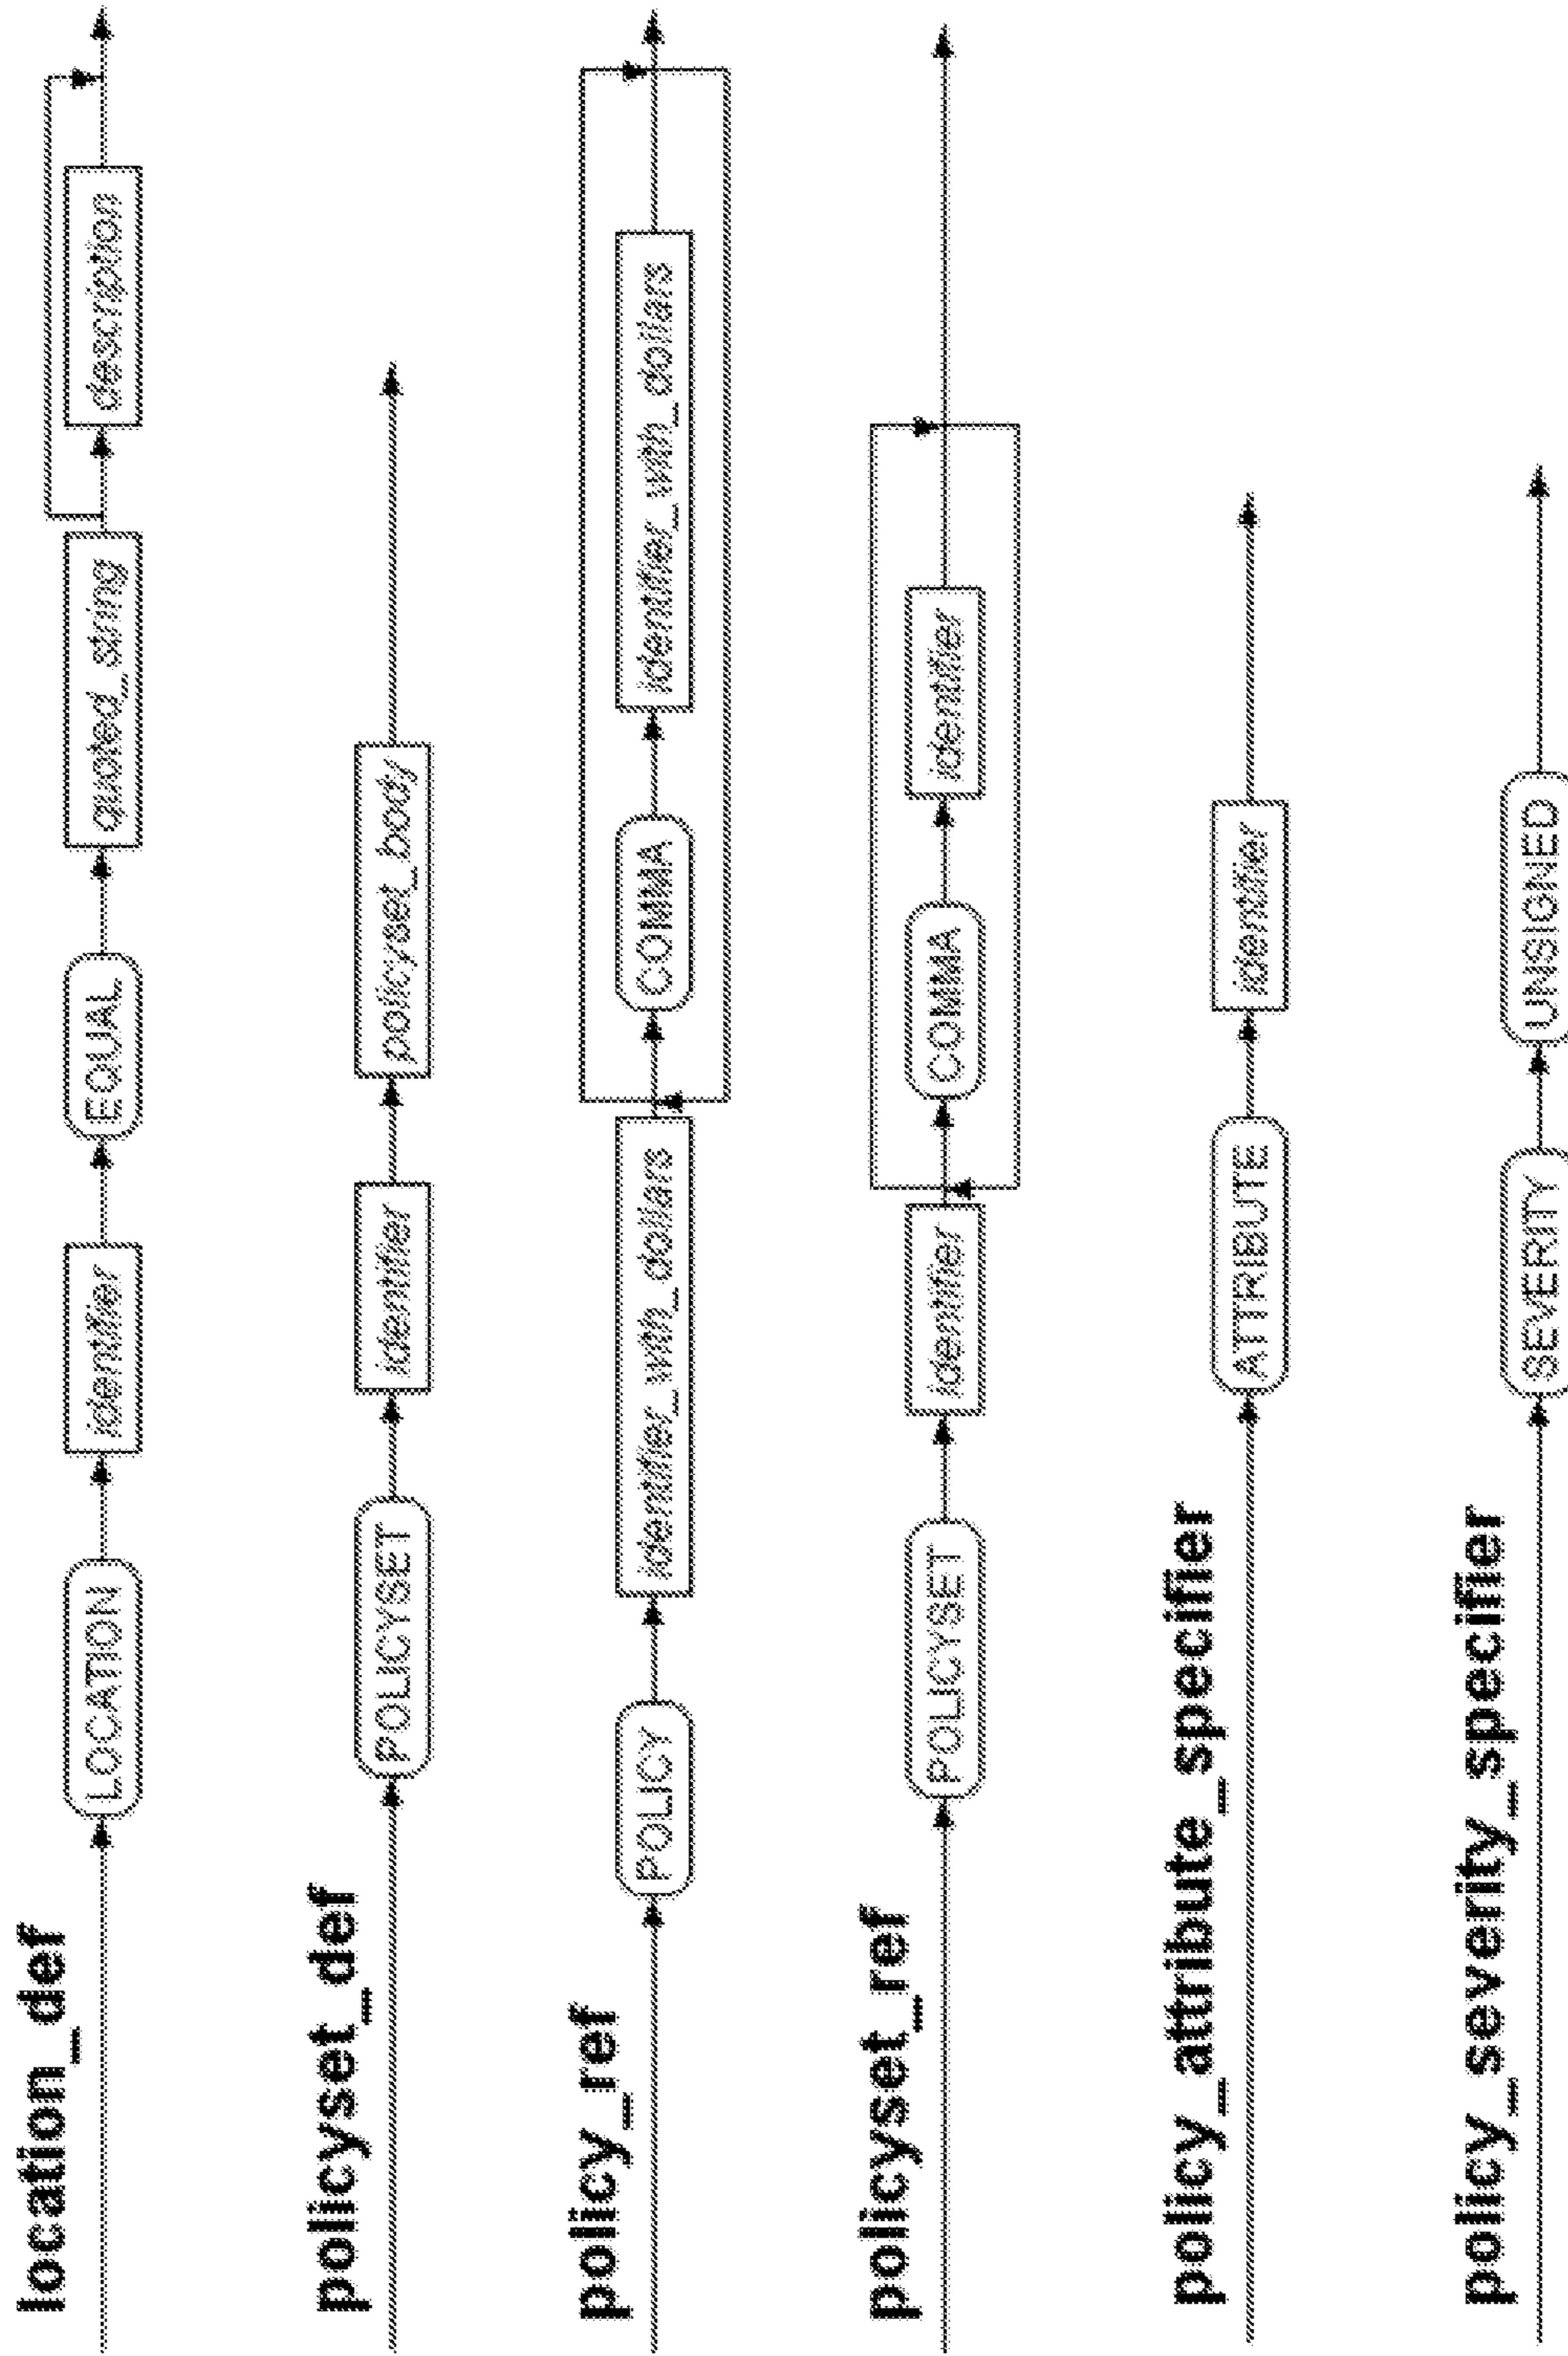 location_def
LOCATION identifier EQUAL quoted_string description
policyset_def
POLICYSET identifier policyset_body
policy_ref
POLICY identifier_with_dollars COMMA identifier_with_dollars
policyset_ref
POLICYSET identifier COMMA identifier
policy_attribute_specifier
ATTRIBUTE identifier
policy_severity_specifier
SEVERITY UNSIGNED